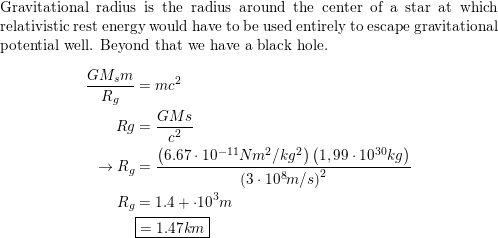 Gravitational radius is the radius around the center of a star at which
relativistic rest energy would have to be used entirely to escape gravitational
potential well. Beyond that we have a black hole.
\frac{GM_s m}{R_g} = mc^2
Rg = \frac{GMs}{c^2}
→ R_g = \frac{(6.67 · 10^{-11} Nm^2/kg^2) (1,99 · 10^{30} kg)}{(3 · 10^8 m/s)^2}
R_g = 1.4 + ·10^3 m
= 1.47km